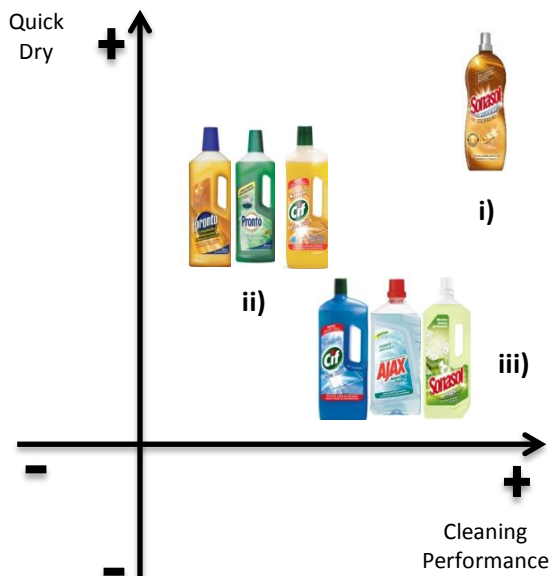 Quick
Dry
+
Sonasol
i)
pronto
Pronto
Cif
ii)
Cif
AJAX
Sonasol
iii)
-
+
-
Cleaning
Performance